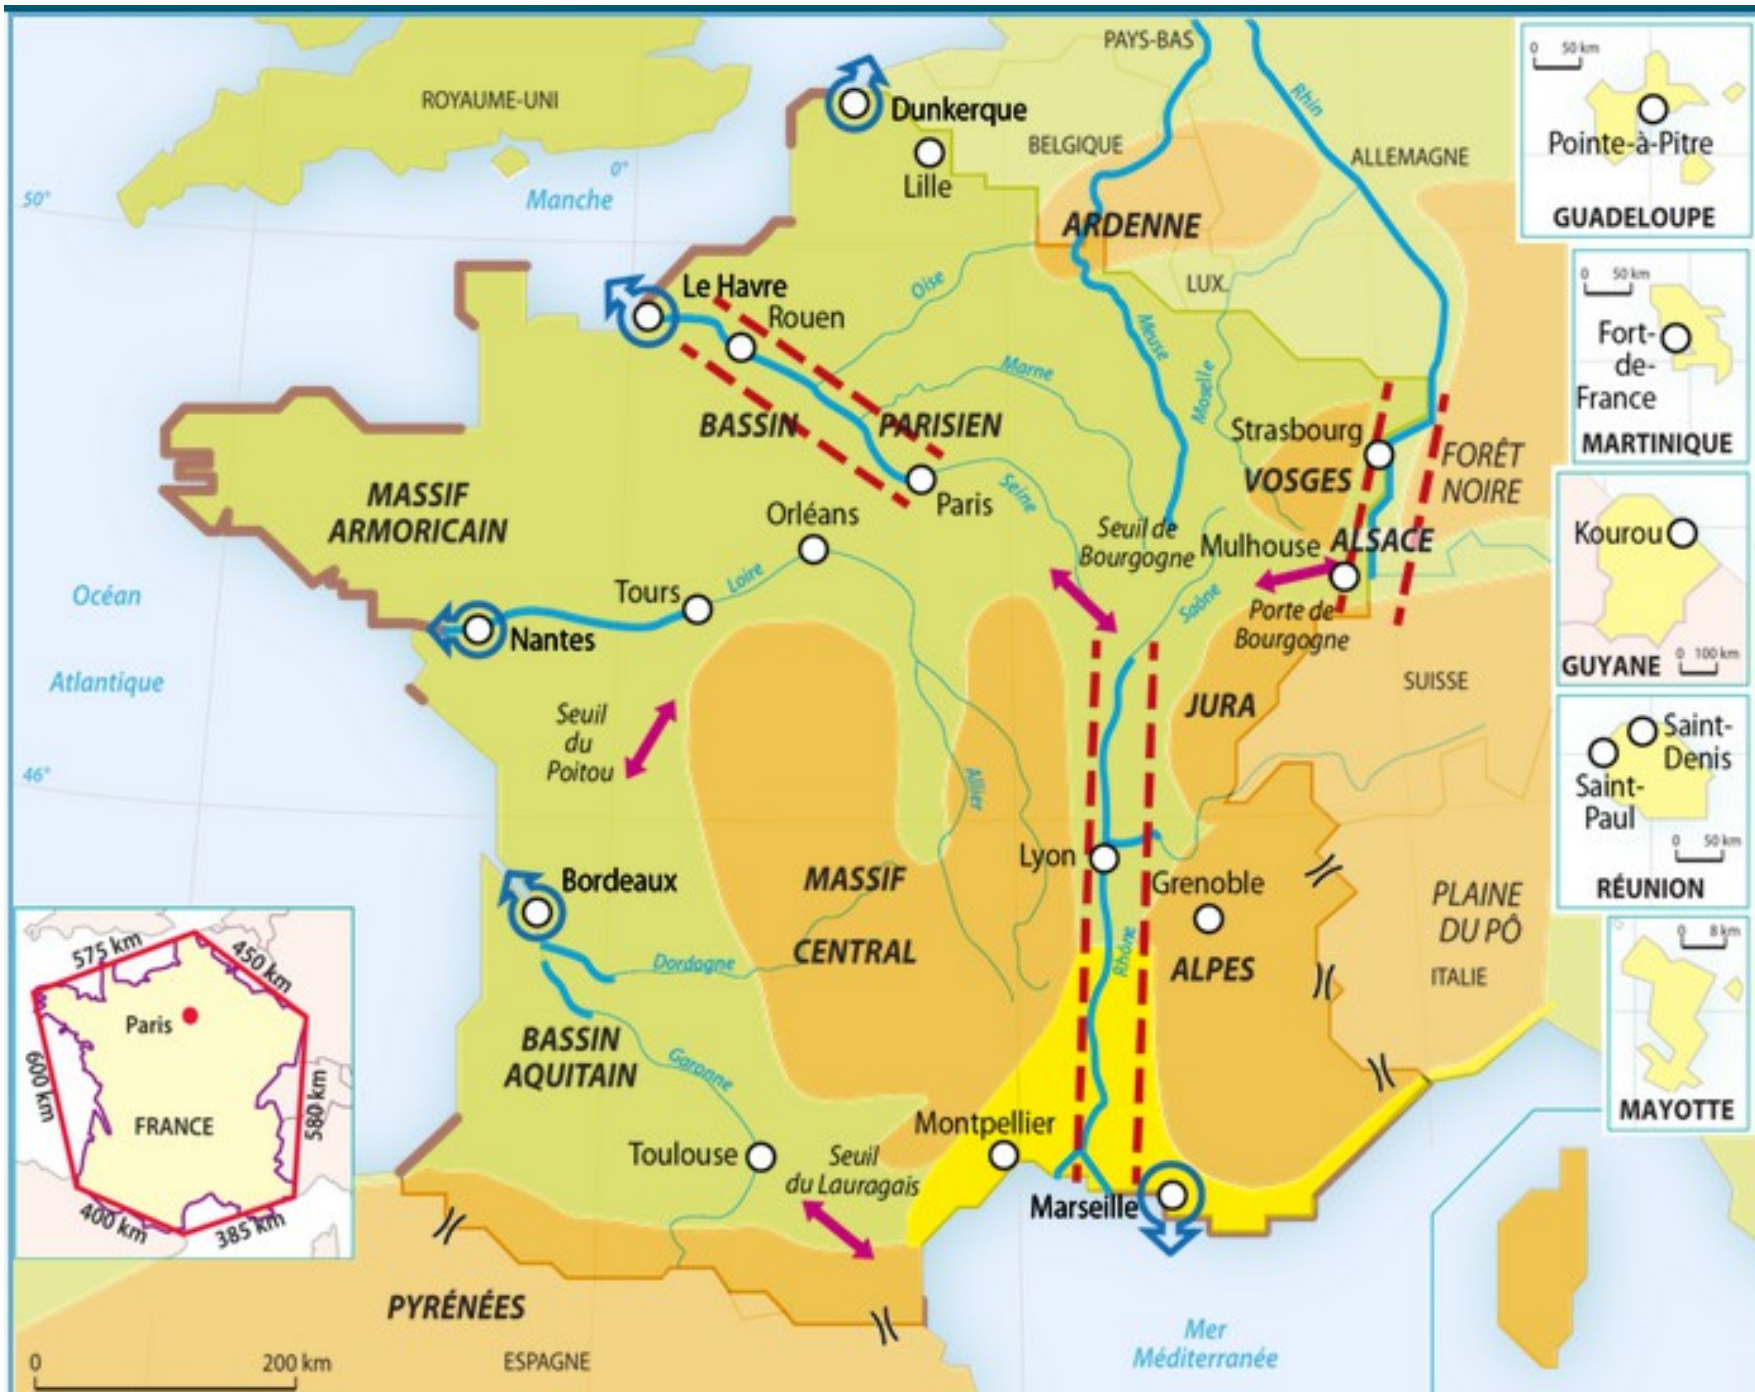 ROYAUME-UNI
PAYS-BAS
Rhin
Dunkerque
BELGIQUE
ALLEMAGNE
Lille
50°
0°
Manche
ARDENNE
LUX.
Le Havre
Rouen
Oise
Meuse
Marne
Moselle
BASSIN
PARISIEN
Strasbourg
FORÊT
NOIRE
VOSGES
MASSIF
ARMORICAIN
Orléans
Paris
Seine
Seuil de
Bourgogne
Mulhouse
ALSACE
Océan
Atlantique
Tours
Loire
Saône
Porte de
Bourgogne
Nantes
SUISSE
JURA
Seuil
du
Poitou
46°
Allier
Lyon
Bordeaux
Grenoble
MASSIF
CENTRAL
PLAINE
DU PÔ
ITALIE
Dordogne
Rhône
ALPES
BASSIN
AQUITAIN
Garonne
Montpellier
Toulouse
Seuil
du Lauragais
Marseille
PYRÉNÉES
ESPAGNE
Mer
Méditerranée
0
200 km
575 km
450 km
Paris
600 km
FRANCE
580 km
400 km
385 km
0 50 km
Pointe-à-Pitre
GUADELOUPE
0 50 km
Fort-
de-
France
MARTINIQUE
Kourou
GUYANE
0 100 km
Saint-
Denis
Saint-
Paul
0 50 km
RÉUNION
0 8 km
MAYOTTE